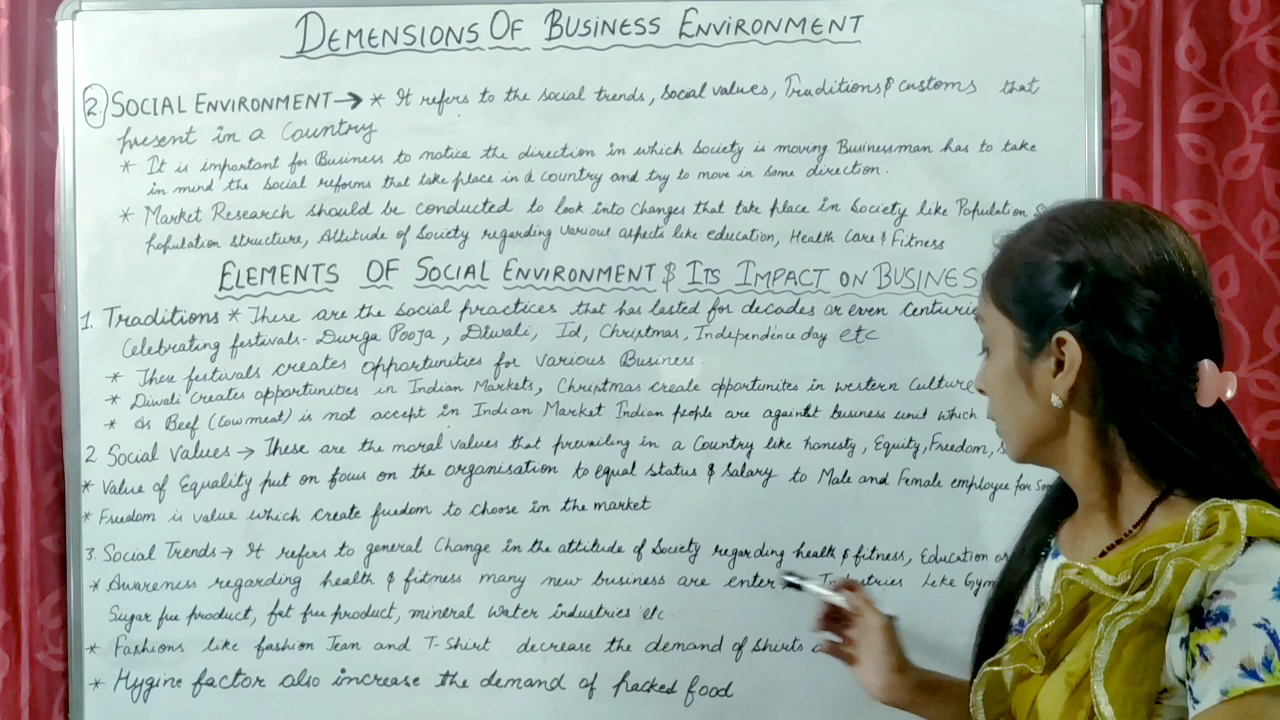 DEMENSIONS OF BUSINESS ENVIRONMENT
2. SOCIAL ENVIRONMENT → * It refers to the social trends, social values, Traditions & customs that
present in a Country
* It is important for Business to notice the direction in which Society is moving. Businessman has to take
in mind the social reforms that take place in a country and try to move in same direction.
* Market Research should be conducted to look into changes that take place in Society like Population
population structure, Attitude of Society regarding various aspects like education, Health Care & Fitness
ELEMENTS OF SOCIAL ENVIRONMENT & ITS IMPACT ON BUSINES
1. Traditions * These are the social practices that has lasted for decades or even Centurie
Celebrating festivals - Durga Pooja, Diwali, Id, Christmas, Independence day etc
* These festivals creates opportunities for various Business.
* Diwali creates opportunities in Indian Markets, Christmas create opportunites in western Culture
* As Beef (Cow meat) is not accept in Indian Market Indian people are against business unit which
2. Social Values → These are the moral values that prevailing in a Country like honesty, Equity, Freedom,
* Value of Equality put on focus on the organisation to equal status & Salary to Male and Female employee for
* Freedom is value which create freedom to choose in the market
3. Social Trends → It refers to general Change in the attitude of Society regarding health & fitness, Education
* Awareness regarding health & fitness many new business are enter Industries Like Gym
Sugar free product, fat free product, mineral water industries etc.
* Fashions like fashion Jean and T-Shirt decrease the demand of Shirts
* Hygine factor also increase the demand of packed food